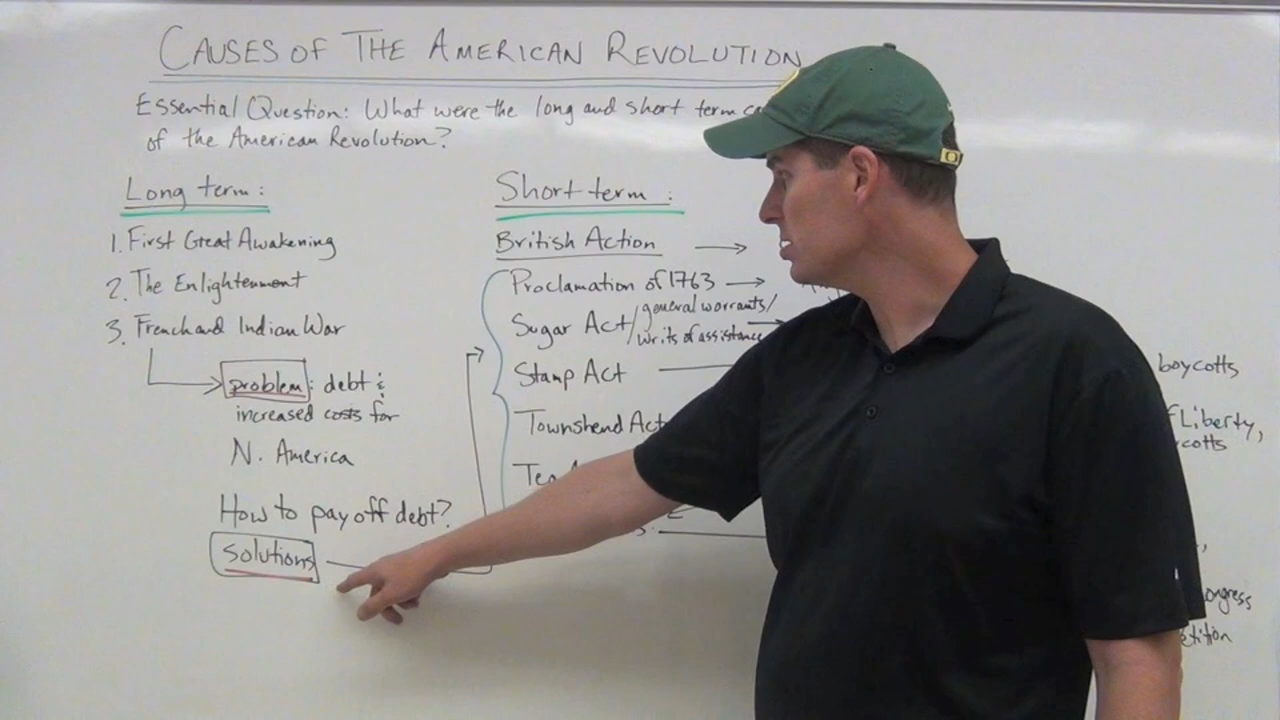 CAUSES OF THE AMERICAN REVOLUTION
Essential Question: What were the long and short term
of the American Revolution?
Long term:
1. First Great Awakening
2. The Enlightenment
3. French and Indian War
problem: debt &
increased costs for
N. America
How to pay off debt?
solutions
Short term:
British Action →
Proclamation of 1763 →
Sugar Act/general warrants/
writs of assistance
Stamp Act
Townshend Act
Tea
boycotts
Liberty,
O